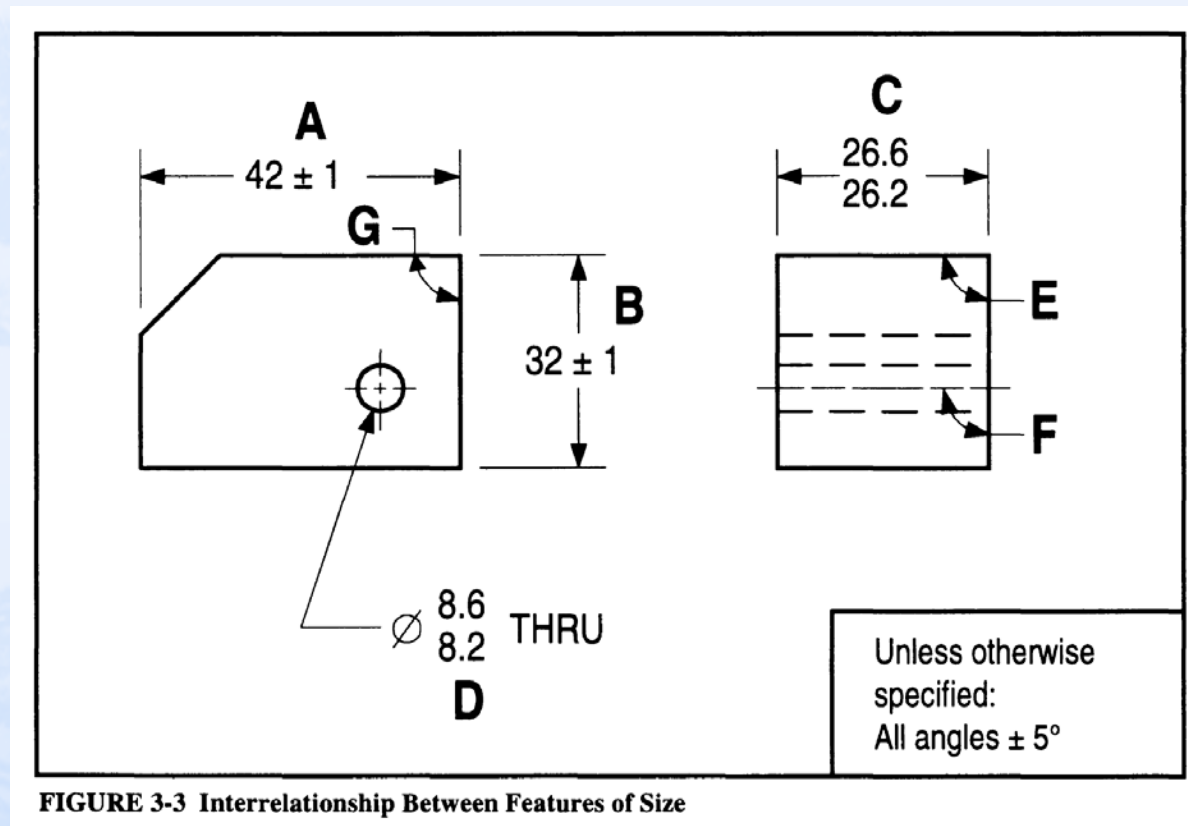 A
42 ± 1
C
26.6
26.2
G
B
32 ± 1
E
F
∅ 8.6
8.2
THRU
D
Unless otherwise
specified:
All angles ± 5°
FIGURE 3-3 Interrelationship Between Features of Size